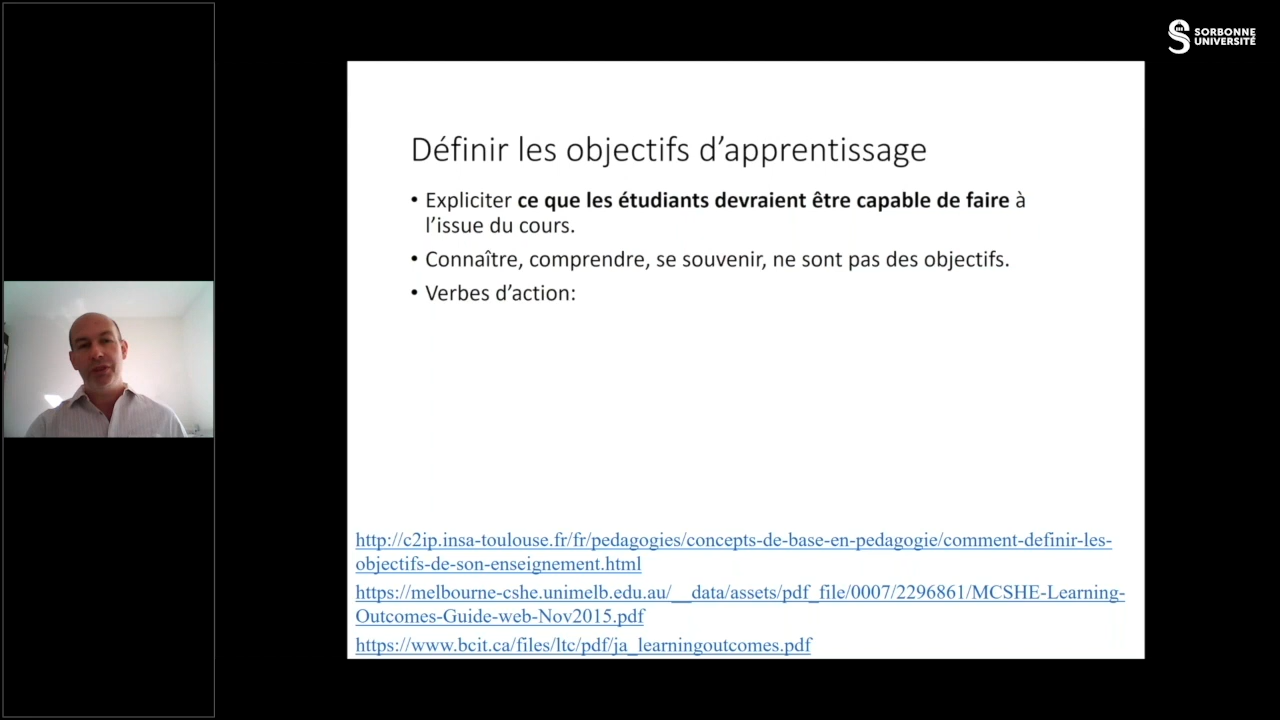 SORBONNE
UNIVERSITÉ
Définir les objectifs d’apprentissage
• Expliciter ce que les étudiants devraient être capable de faire à
l’issue du cours.
• Connaître, comprendre, se souvenir, ne sont pas des objectifs.
• Verbes d’action:
http://c2ip.insa-toulouse.fr/fr/pedagogies/concepts-de-base-en-pedagogie/comment-definir-les-
objectifs-de-son-enseignement.html
https://melbourne-cshe.unimelb.edu.au/__data/assets/pdf_file/0007/2296861/MCSHE-Learning-
Outcomes-Guide-web-Nov2015.pdf
https://www.bcit.ca/files/ltc/pdf/ja_learningoutcomes.pdf